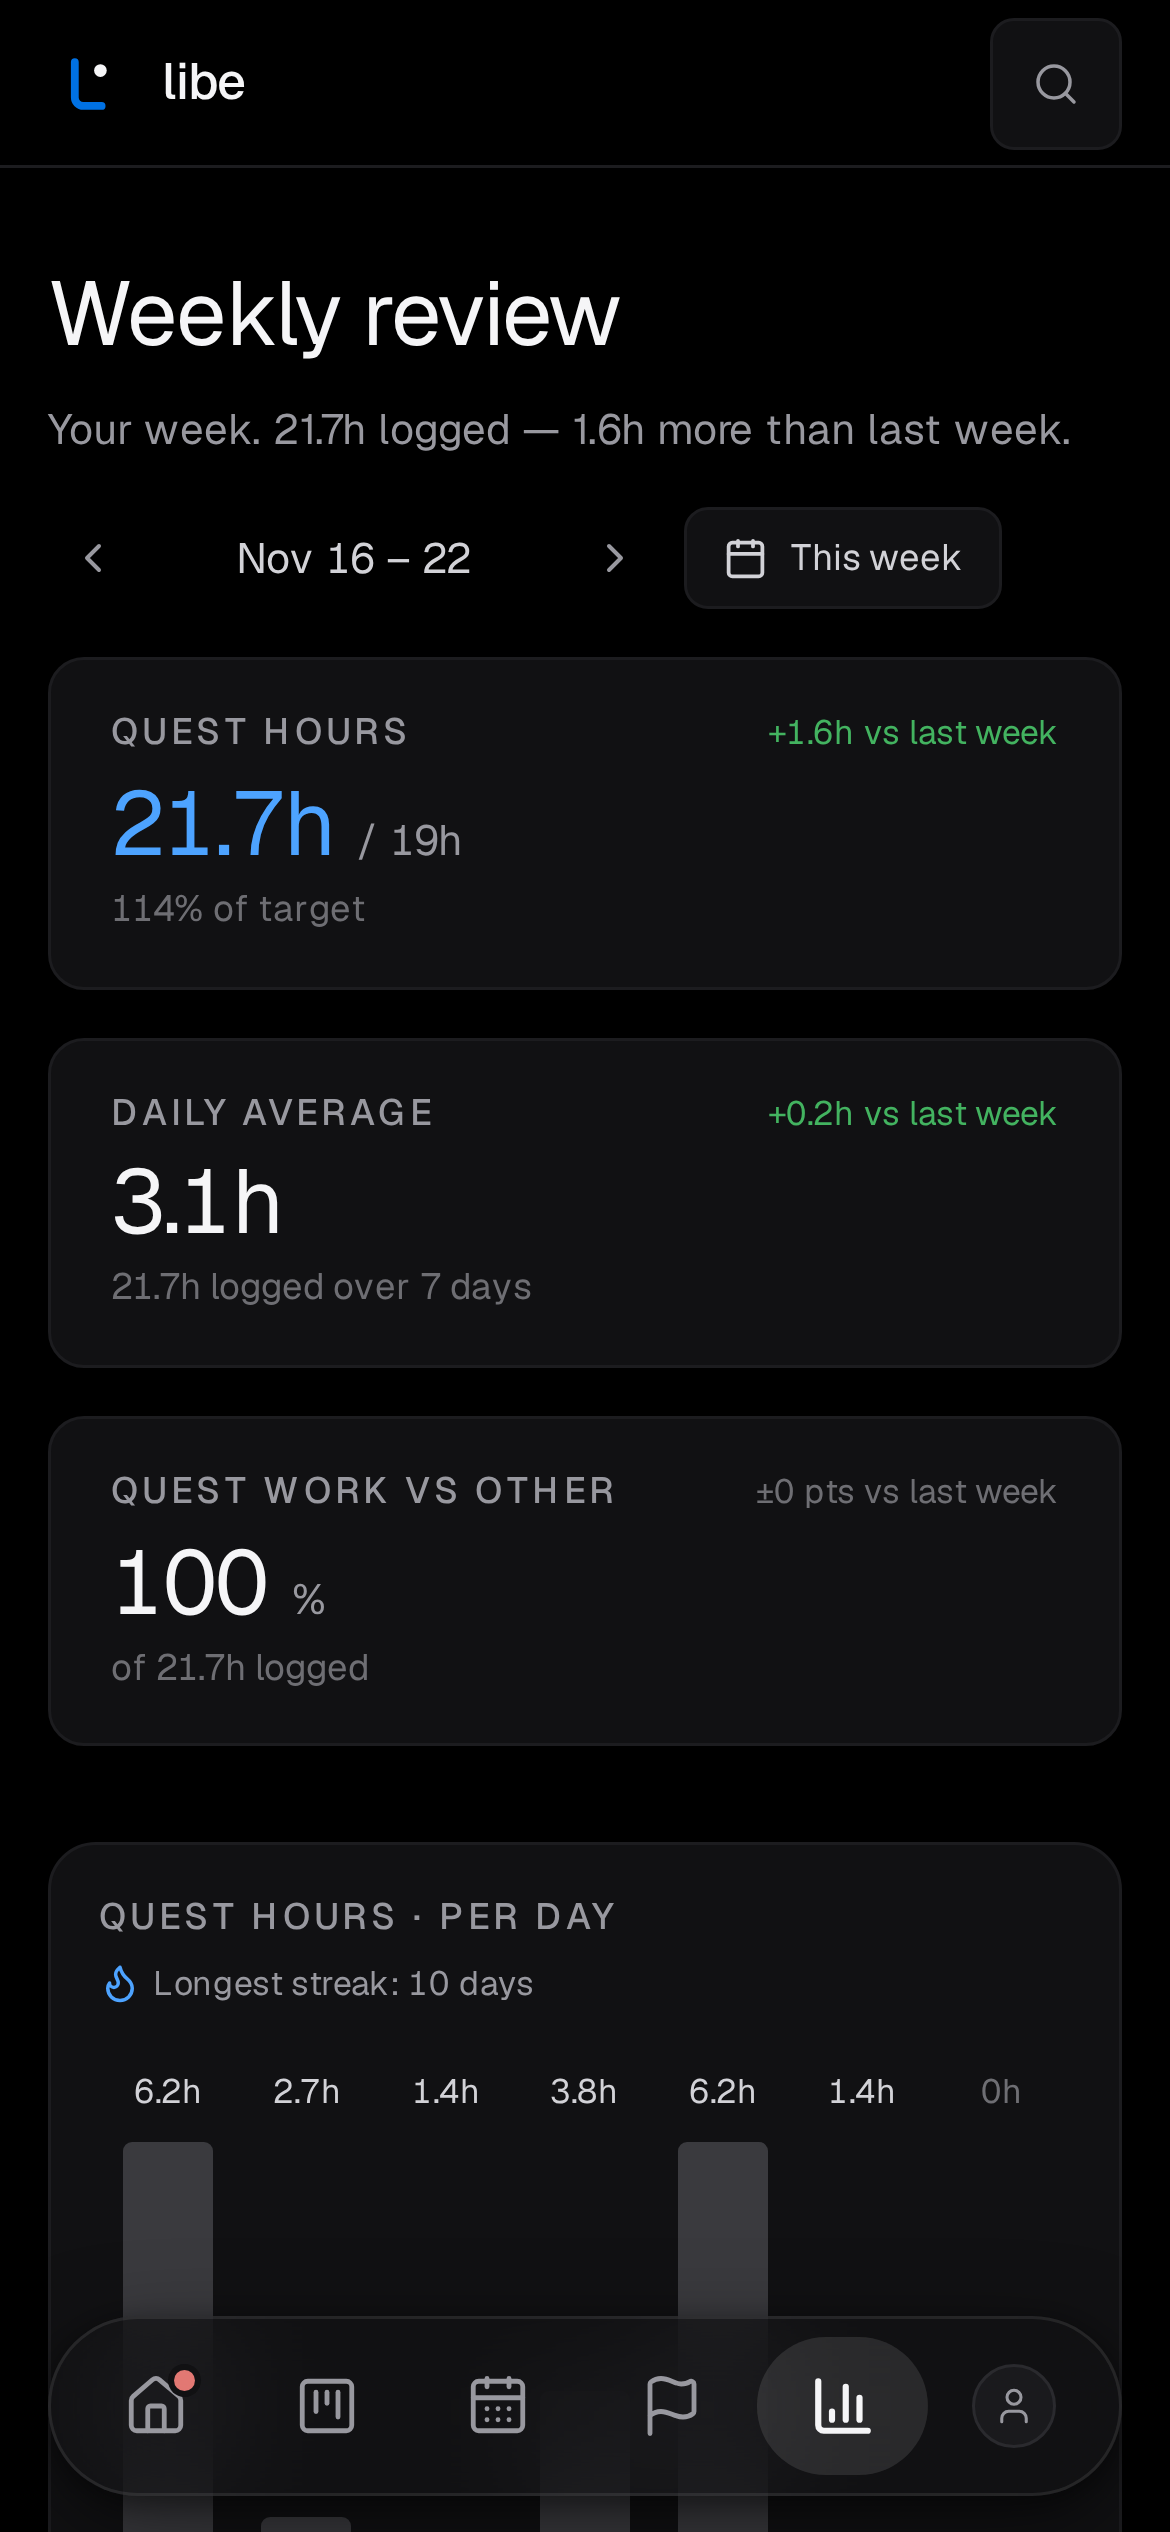 libe
Weekly review
Your week. 21.7h logged — 1.6h more than last week.
Nov 16 – 22
This week
QUEST HOURS
+1.6h vs last week
21.7h / 19h
114% of target
DAILY AVERAGE
+0.2h vs last week
3.1h
21.7h logged over 7 days
QUEST WORK VS OTHER
±0 pts vs last week
100 %
of 21.7h logged
QUEST HOURS · PER DAY
Longest streak: 10 days
6.2h 2.7h 1.4h 3.8h 6.2h 1.4h 0h